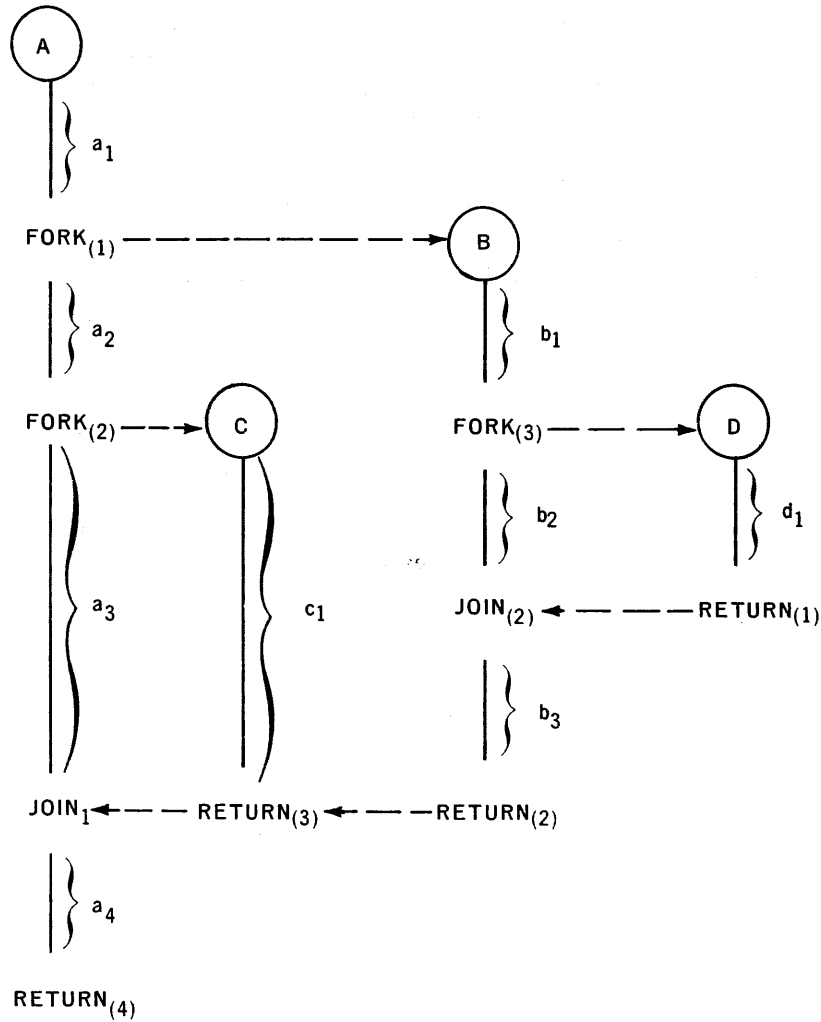 A
a1
FORK(1)
B
a2
b1
FORK(2)
C
FORK(3)
D
b2
d1
a3
c1
JOIN(2)
RETURN(1)
b3
JOIN1
RETURN(3)
RETURN(2)
a4
RETURN(4)